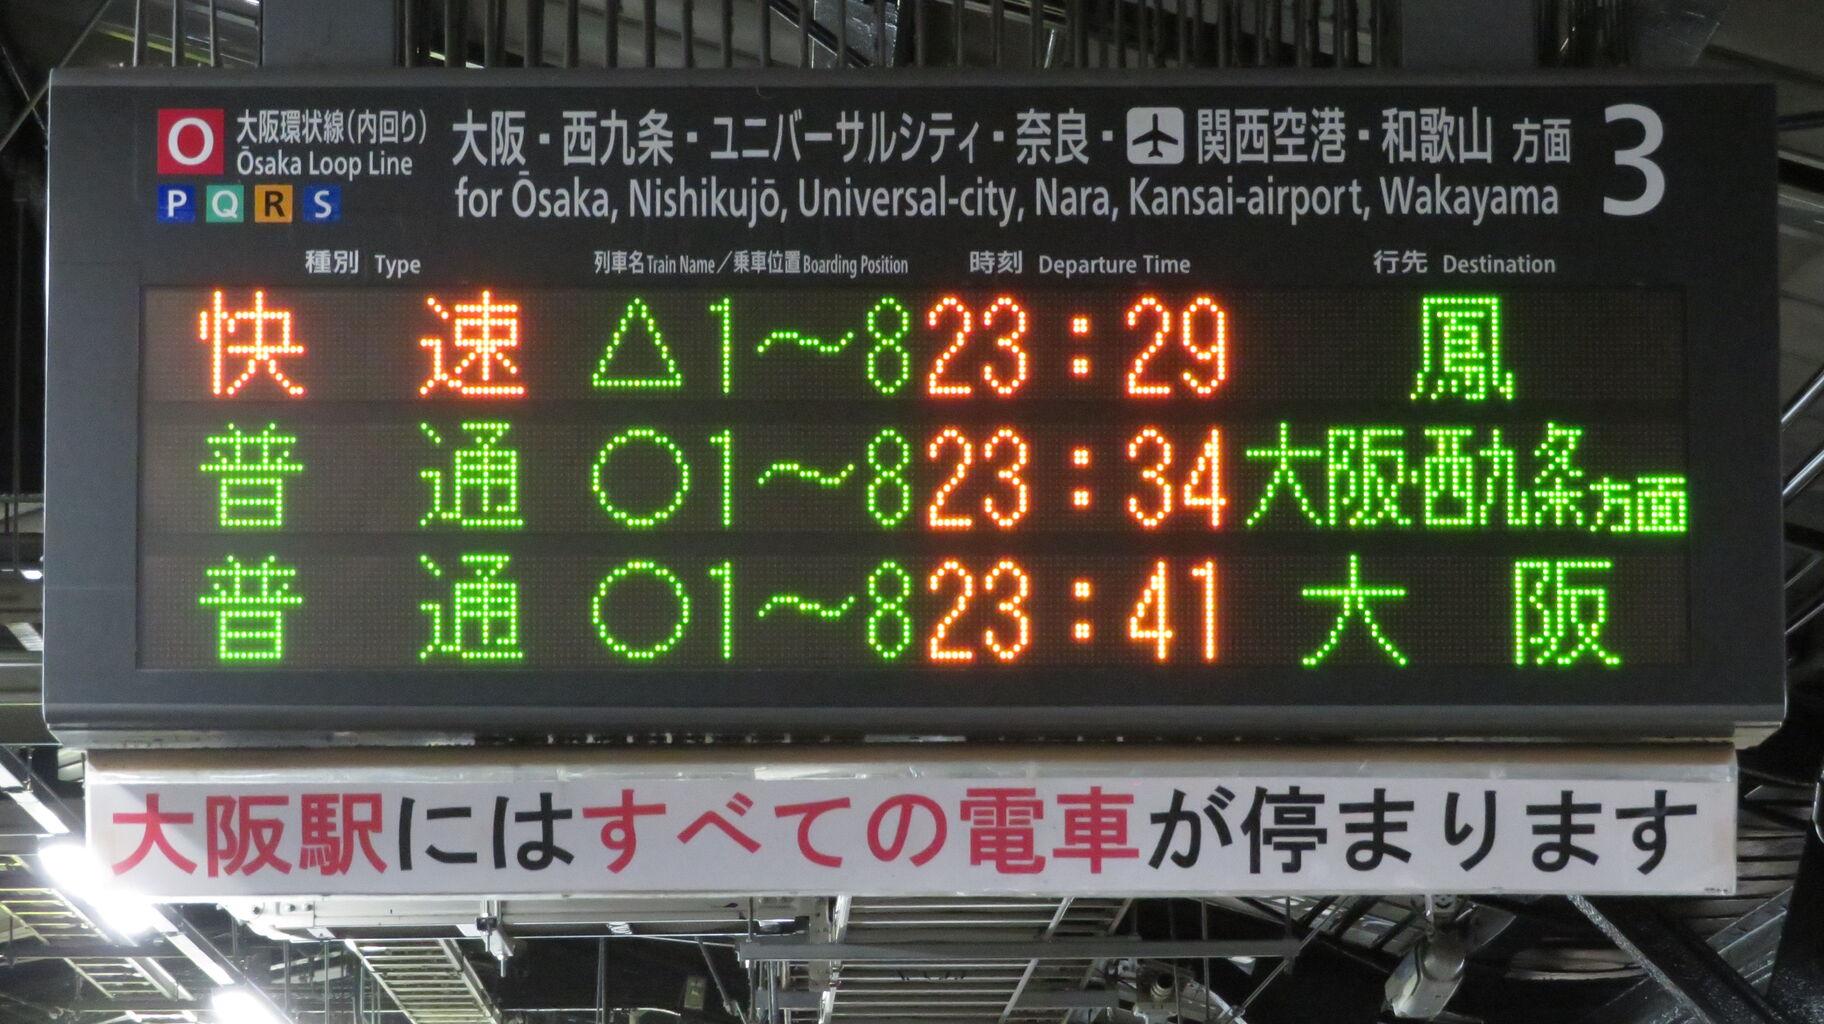 O 大阪環状線(内回り) Ōsaka Loop Line
P Q R S
大阪・西九条・ユニバーサルシティ・奈良・関西空港・和歌山 方面 3
for Ōsaka, Nishikujō, Universal-city, Nara, Kansai-airport, Wakayama
種別 Type 列車名 Train Name／乗車位置 Boarding Position 時刻 Departure Time 行先 Destination
快速 △1～8 23:29 鳳
普通 ○1～8 23:34 大阪・西九条方面
普通 ○1～8 23:41 大阪
大阪駅にはすべての電車が停まります